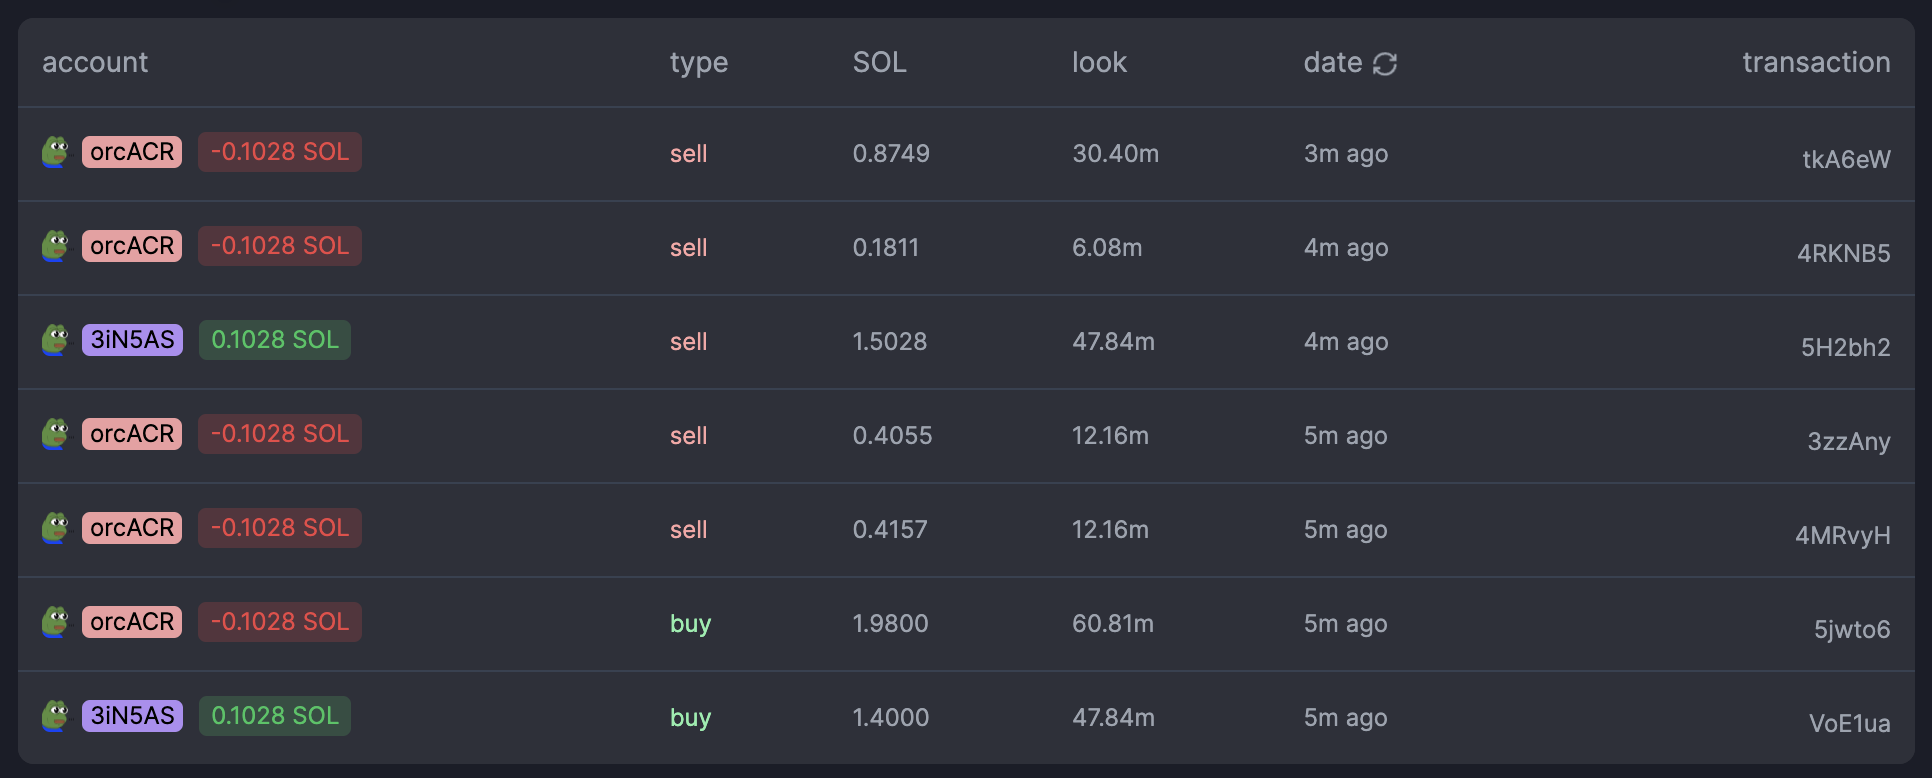 account type SOL look date transaction
orcACR -0.1028 SOL sell 0.8749 30.40m 3m ago tkA6eW
orcACR -0.1028 SOL sell 0.1811 6.08m 4m ago 4RKNB5
3iN5AS 0.1028 SOL sell 1.5028 47.84m 4m ago 5H2bh2
orcACR -0.1028 SOL sell 0.4055 12.16m 5m ago 3zzAny
orcACR -0.1028 SOL sell 0.4157 12.16m 5m ago 4MRvyH
orcACR -0.1028 SOL buy 1.9800 60.81m 5m ago 5jwto6
3iN5AS 0.1028 SOL buy 1.4000 47.84m 5m ago VoE1ua